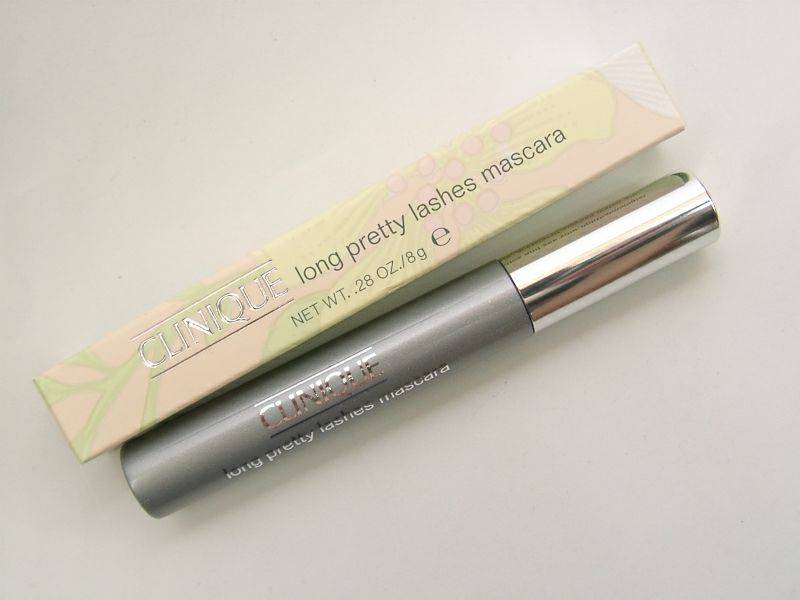 CLINIQUE
long pretty lashes mascara
NET WT. .28 OZ./8g ℮
CLINIQUE
long pretty lashes mascara